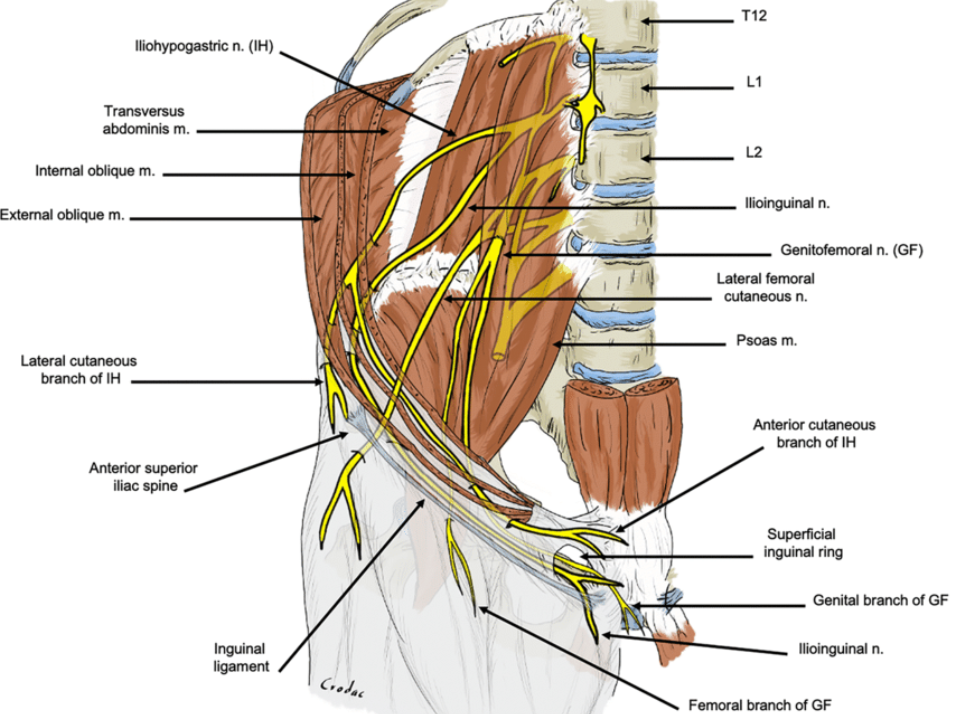 T12
Iliohypogastric n. (IH)
L1
Transversus
abdominis m.
L2
Internal oblique m.
Ilioinguinal n.
External oblique m.
Genitofemoral n. (GF)
Lateral femoral
cutaneous n.
Psoas m.
Lateral cutaneous
branch of IH
Anterior cutaneous
branch of IH
Anterior superior
iliac spine
Superficial
inguinal ring
Genital branch of GF
Inguinal
ligament
Ilioinguinal n.
Femoral branch of GF